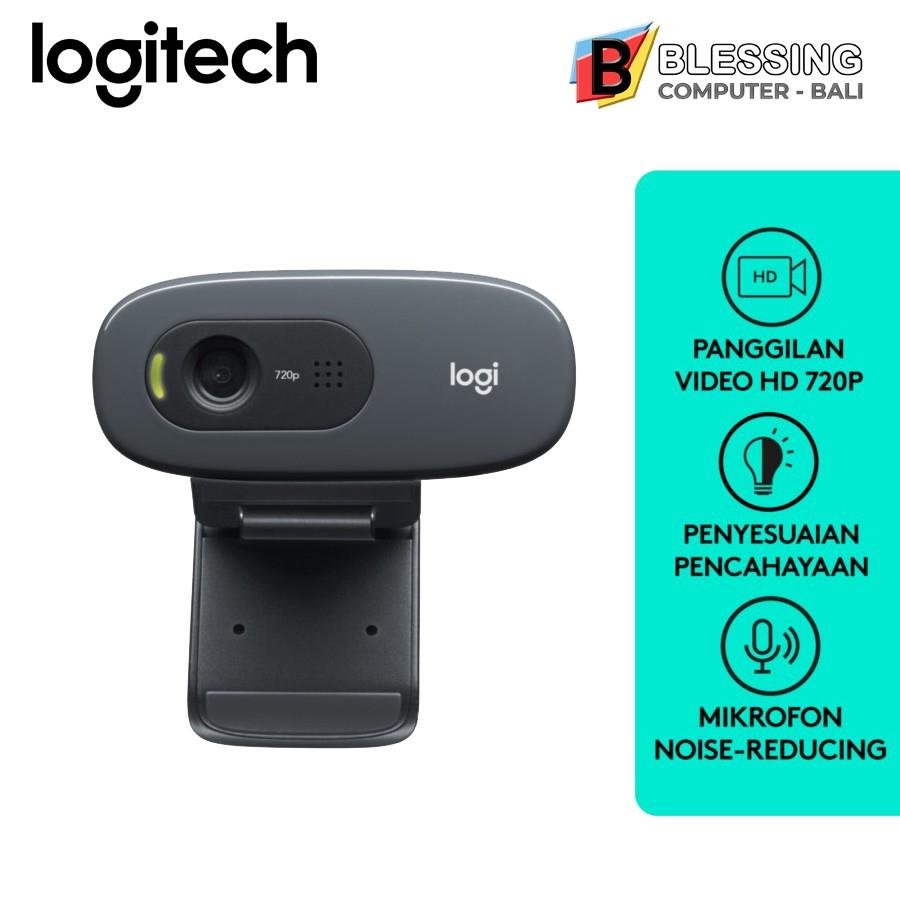 logitech
B BLESSING
COMPUTER - BALI
720p
logi
HD
PANGGILAN
VIDEO HD 720P
PENYESUAIAN
PENCAHAYAAN
MIKROFON
NOISE-REDUCING